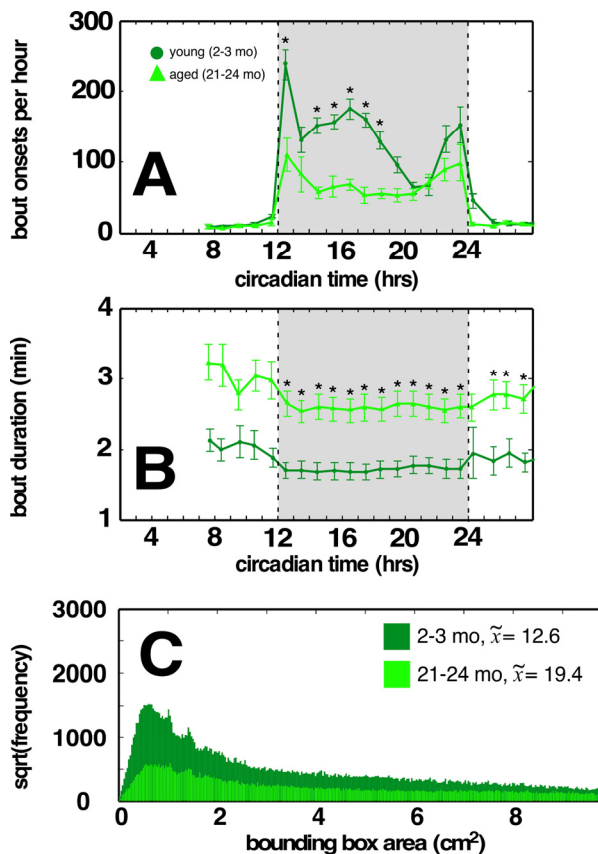 300
200
100
0
bout onsets per hour
young (2-3 mo)
aged (21-24 mo)
* * * * * * *
A
4 8 12 16 20 24
circadian time (hrs)
4
3
2
1
bout duration (min)
* * * * * * * * * * * * * * *
B
4 8 12 16 20 24
circadian time (hrs)
3000
2000
1000
0
sqrt(frequency)
C
2-3 mo, x̃ = 12.6
21-24 mo, x̃ = 19.4
0 2 4 6 8
bounding box area (cm²)